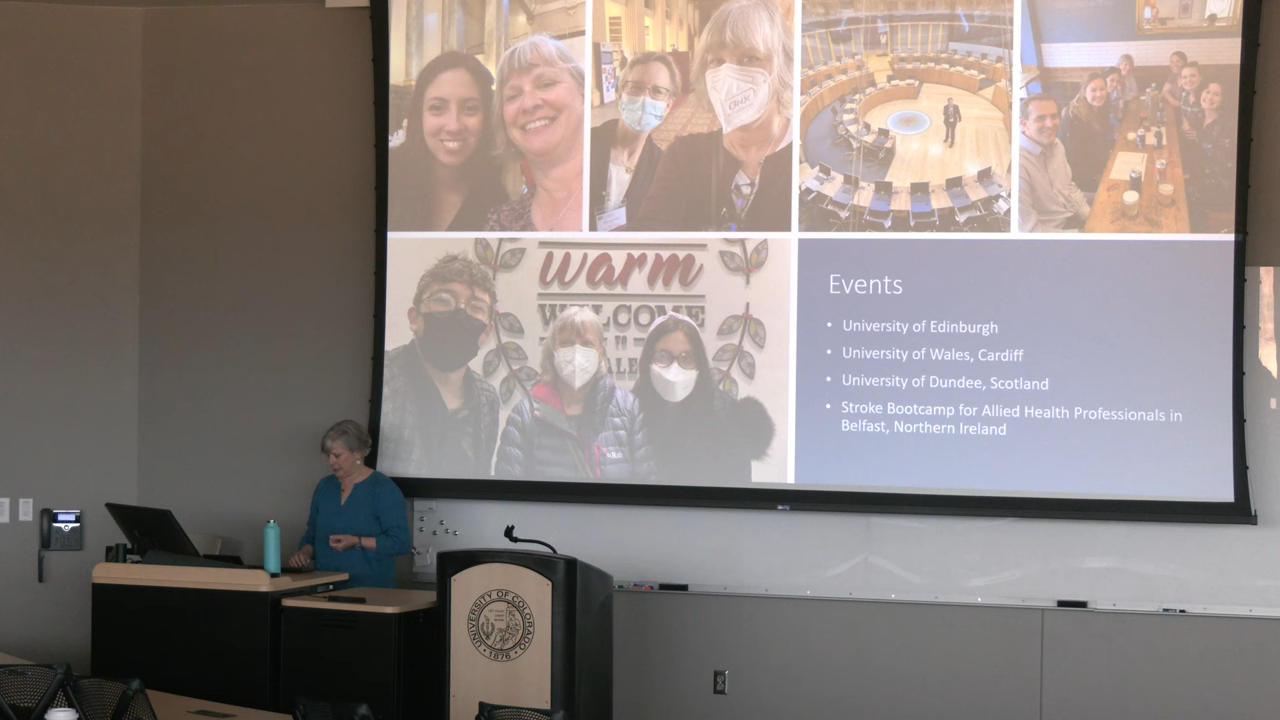 warm
WELCOME
Events
• University of Edinburgh
• University of Wales, Cardiff
• University of Dundee, Scotland
• Stroke Bootcamp for Allied Health Professionals in
Belfast, Northern Ireland
UNIVERSITY OF COLORADO
1876